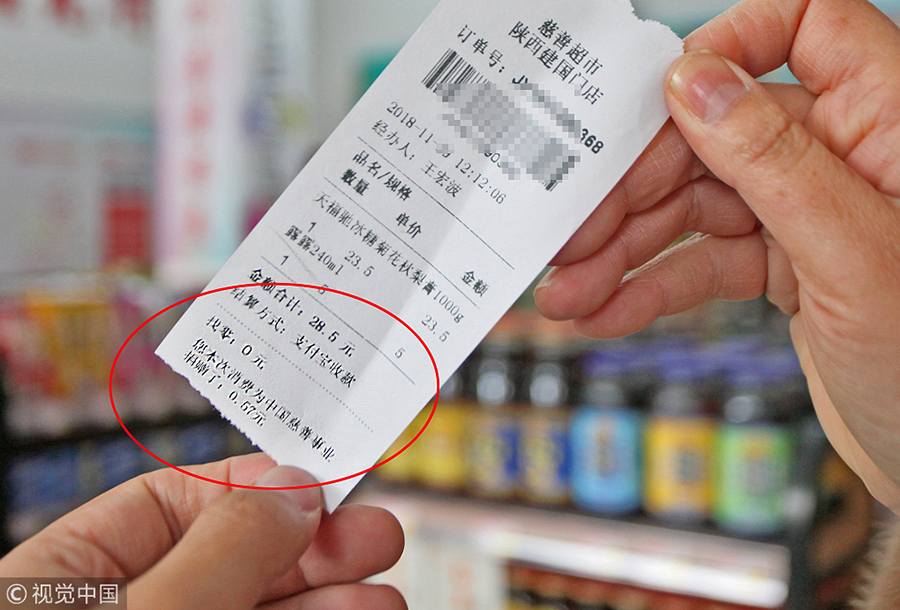 慈善超市
陕西建国门店
订单号：
368
2018-11- 12:12:06
经办人：王宏波
品名/规格
数量 单价 金额
天福驰冰糖菊花秋梨膏1000g
1 23.5 23.5
露露240ml
1 5 5
金额合计：28.5 元
结算方式：支付宝收款
找零：0 元
您本次消费为中国慈善事业
捐赠了：0.57元
©视觉中国